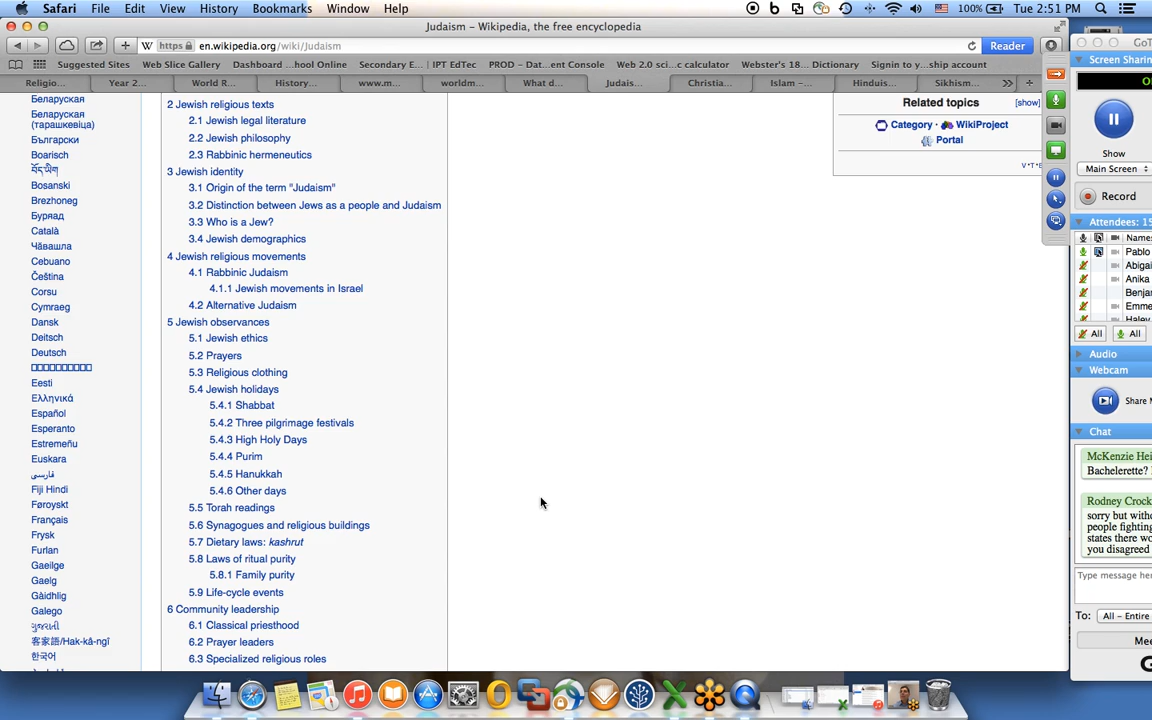 Safari File Edit View History Bookmarks Window Help 100% Tue 2:51 PM
Judaism – Wikipedia, the free encyclopedia
W https en.wikipedia.org/wiki/Judaism Reader
Suggested Sites Web Slice Gallery Dashboard ...hool Online Secondary E... | IPT EdTec PROD – Dat...ent Console Web 2.0 sci...c calculator Webster's 18... Dictionary Signin to y...ship account
Religio... Year 2... World R... History... www.m... worldm... What d... Judais... Christia... Islam –... Hinduis... Sikhism...
Беларуская
Беларуская
(тарашкевіца)
Български
Boarisch
བོད་ཡིག
Bosanski
Brezhoneg
Буряад
Català
Чӑвашла
Cebuano
Čeština
Corsu
Cymraeg
Dansk
Deitsch
Deutsch
Eesti
Ελληνικά
Español
Esperanto
Estremeñu
Euskara
فارسی
Fiji Hindi
Føroyskt
Français
Frysk
Furlan
Gaeilge
Gaelg
Gàidhlig
Galego
ગુજરાતી
客家語/Hak-kâ-ngî
한국어
2 Jewish religious texts
2.1 Jewish legal literature
2.2 Jewish philosophy
2.3 Rabbinic hermeneutics
3 Jewish identity
3.1 Origin of the term "Judaism"
3.2 Distinction between Jews as a people and Judaism
3.3 Who is a Jew?
3.4 Jewish demographics
4 Jewish religious movements
4.1 Rabbinic Judaism
4.1.1 Jewish movements in Israel
4.2 Alternative Judaism
5 Jewish observances
5.1 Jewish ethics
5.2 Prayers
5.3 Religious clothing
5.4 Jewish holidays
5.4.1 Shabbat
5.4.2 Three pilgrimage festivals
5.4.3 High Holy Days
5.4.4 Purim
5.4.5 Hanukkah
5.4.6 Other days
5.5 Torah readings
5.6 Synagogues and religious buildings
5.7 Dietary laws: kashrut
5.8 Laws of ritual purity
5.8.1 Family purity
5.9 Life-cycle events
6 Community leadership
6.1 Classical priesthood
6.2 Prayer leaders
6.3 Specialized religious roles
Related topics [show]
Category · WikiProject
Portal
V · T · E
GoT
Screen Sharing
Show
Main Screen
Record
Attendees: 15
Names
Pablo
Abigai
Anika
Benja
Emme
Haley
All All
Audio
Webcam
Share M
Chat
McKenzie Hei
Bachelerette?
Rodney Crock
sorry but witho
people fighting
states there wo
you disagreed
Type message her
To: All – Entire
Mee
G